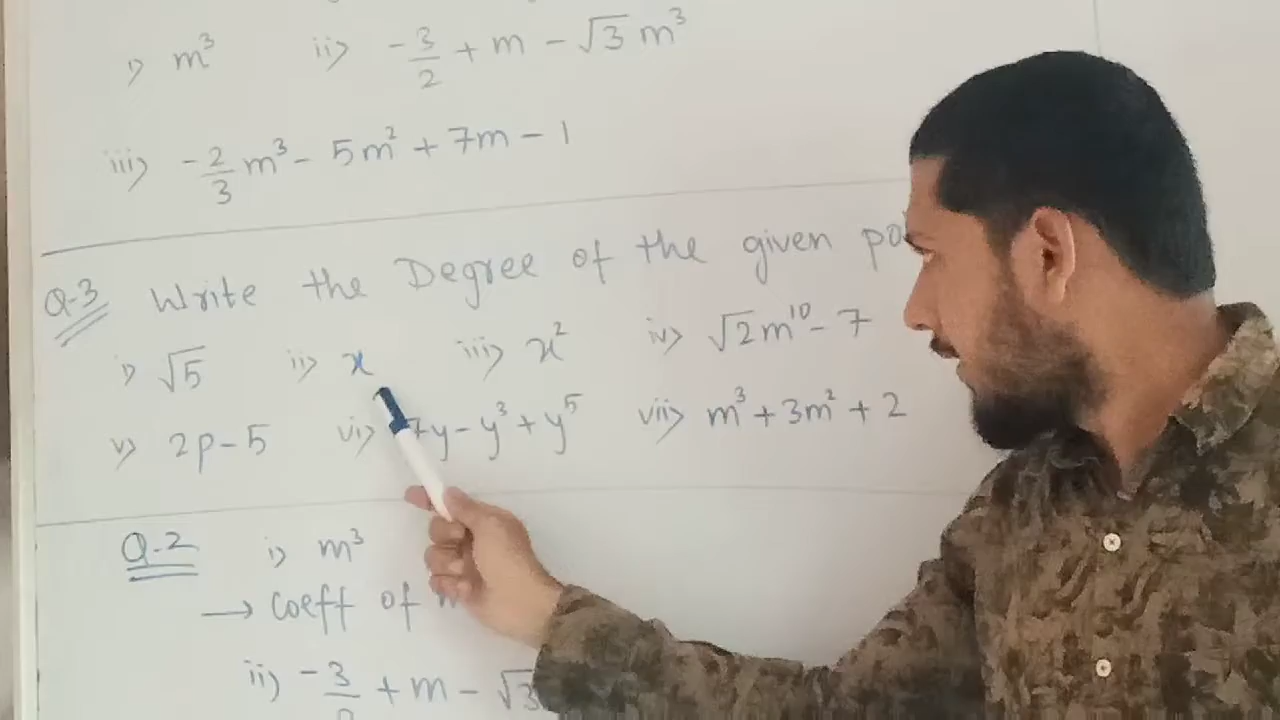 i) m³ ii) -3/2 + m - √3 m³
iii) -2/3 m³ - 5m² + 7m - 1
Q-3 Write the Degree of the given po
i) √5 ii) x iii) x² iv) √2m¹⁰ - 7
v) 2p - 5 vi) 7y - y³ + y⁵ vii) m³ + 3m² + 2
Q-2 i) m³
→ Coeff of
ii) -3/ + m - √3